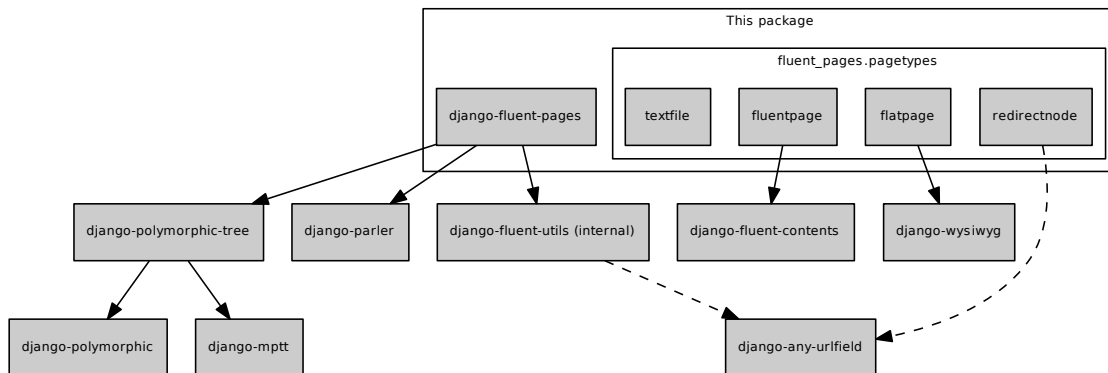 This package
fluent_pages.pagetypes
django-fluent-pages
textfile
fluentpage
flatpage
redirectnode
django-polymorphic-tree
django-parler
django-fluent-utils (internal)
django-fluent-contents
django-wysiwyg
django-polymorphic
django-mptt
django-any-urlfield